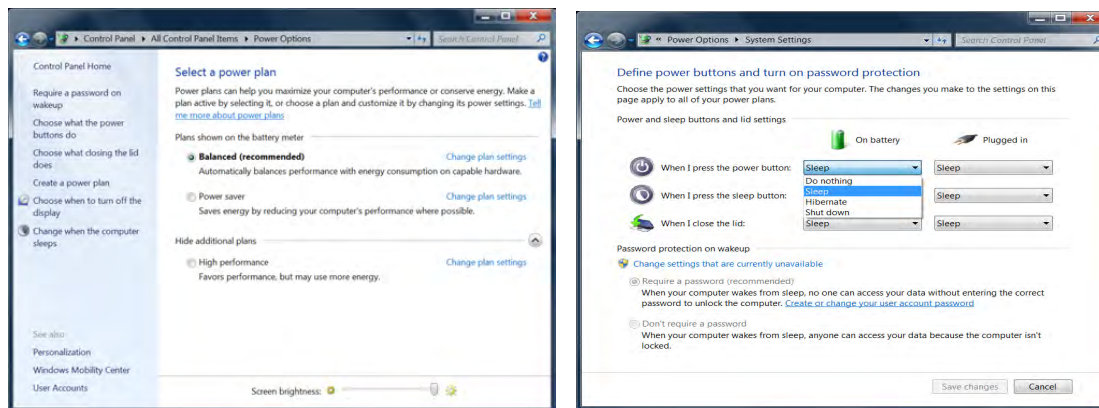 Control Panel ▸ All Control Panel Items ▸ Power Options
Search Control Panel
Control Panel Home
Require a password on
wakeup
Choose what the power
buttons do
Choose what closing the lid
does
Create a power plan
Choose when to turn off the
display
Change when the computer
sleeps
See also
Personalization
Windows Mobility Center
User Accounts
Select a power plan
Power plans can help you maximize your computer's performance or conserve energy. Make a
plan active by selecting it, or choose a plan and customize it by changing its power settings. Tell
me more about power plans
Plans shown on the battery meter
Balanced (recommended) Change plan settings
Automatically balances performance with energy consumption on capable hardware.
Power saver Change plan settings
Saves energy by reducing your computer's performance where possible.
Hide additional plans
High performance Change plan settings
Favors performance, but may use more energy.
Screen brightness:
« Power Options ▸ System Settings
Search Control Panel
Define power buttons and turn on password protection
Choose the power settings that you want for your computer. The changes you make to the settings on this
page apply to all of your power plans.
Power and sleep buttons and lid settings
On battery Plugged in
When I press the power button: Sleep Sleep
Do nothing
Sleep
Hibernate
Shut down
When I press the sleep button: Sleep
When I close the lid: Sleep Sleep
Password protection on wakeup
Change settings that are currently unavailable
Require a password (recommended)
When your computer wakes from sleep, no one can access your data without entering the correct
password to unlock the computer. Create or change your user account password
Don't require a password
When your computer wakes from sleep, anyone can access your data because the computer isn't
locked.
Save changes Cancel